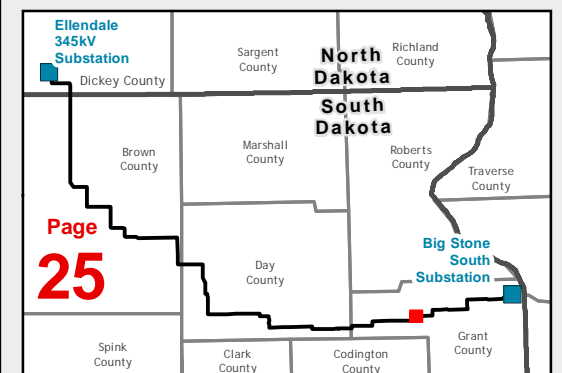 Ellendale
345kV
Substation
Dickey County
Sargent
County
North
Dakota
Richland
County
South
Dakota
Brown
County
Marshall
County
Roberts
County
Traverse
County
Page
25
Big Stone
South
Substation
Day
County
Grant
County
Spink
County
Clark
County
Codington
County